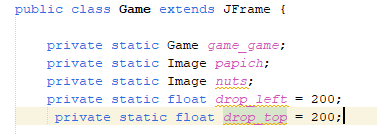 public class Game extends JFrame {
private static Game game_game;
private static Image papich;
private static Image nuts;
private static float drop_left = 200;
private static float drop_top = 200;